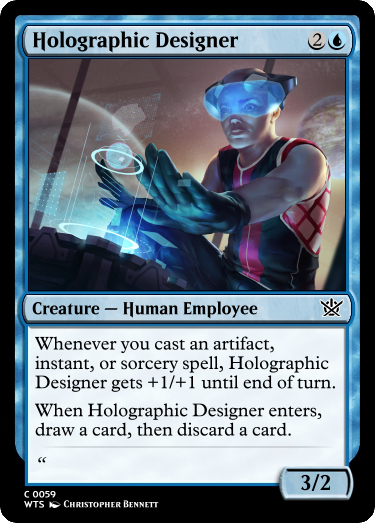 Holographic Designer 2
Creature — Human Employee
Whenever you cast an artifact,
instant, or sorcery spell, Holographic
Designer gets +1/+1 until end of turn.
When Holographic Designer enters,
draw a card, then discard a card.
“
3/2
C 0059
WTS Christopher Bennett